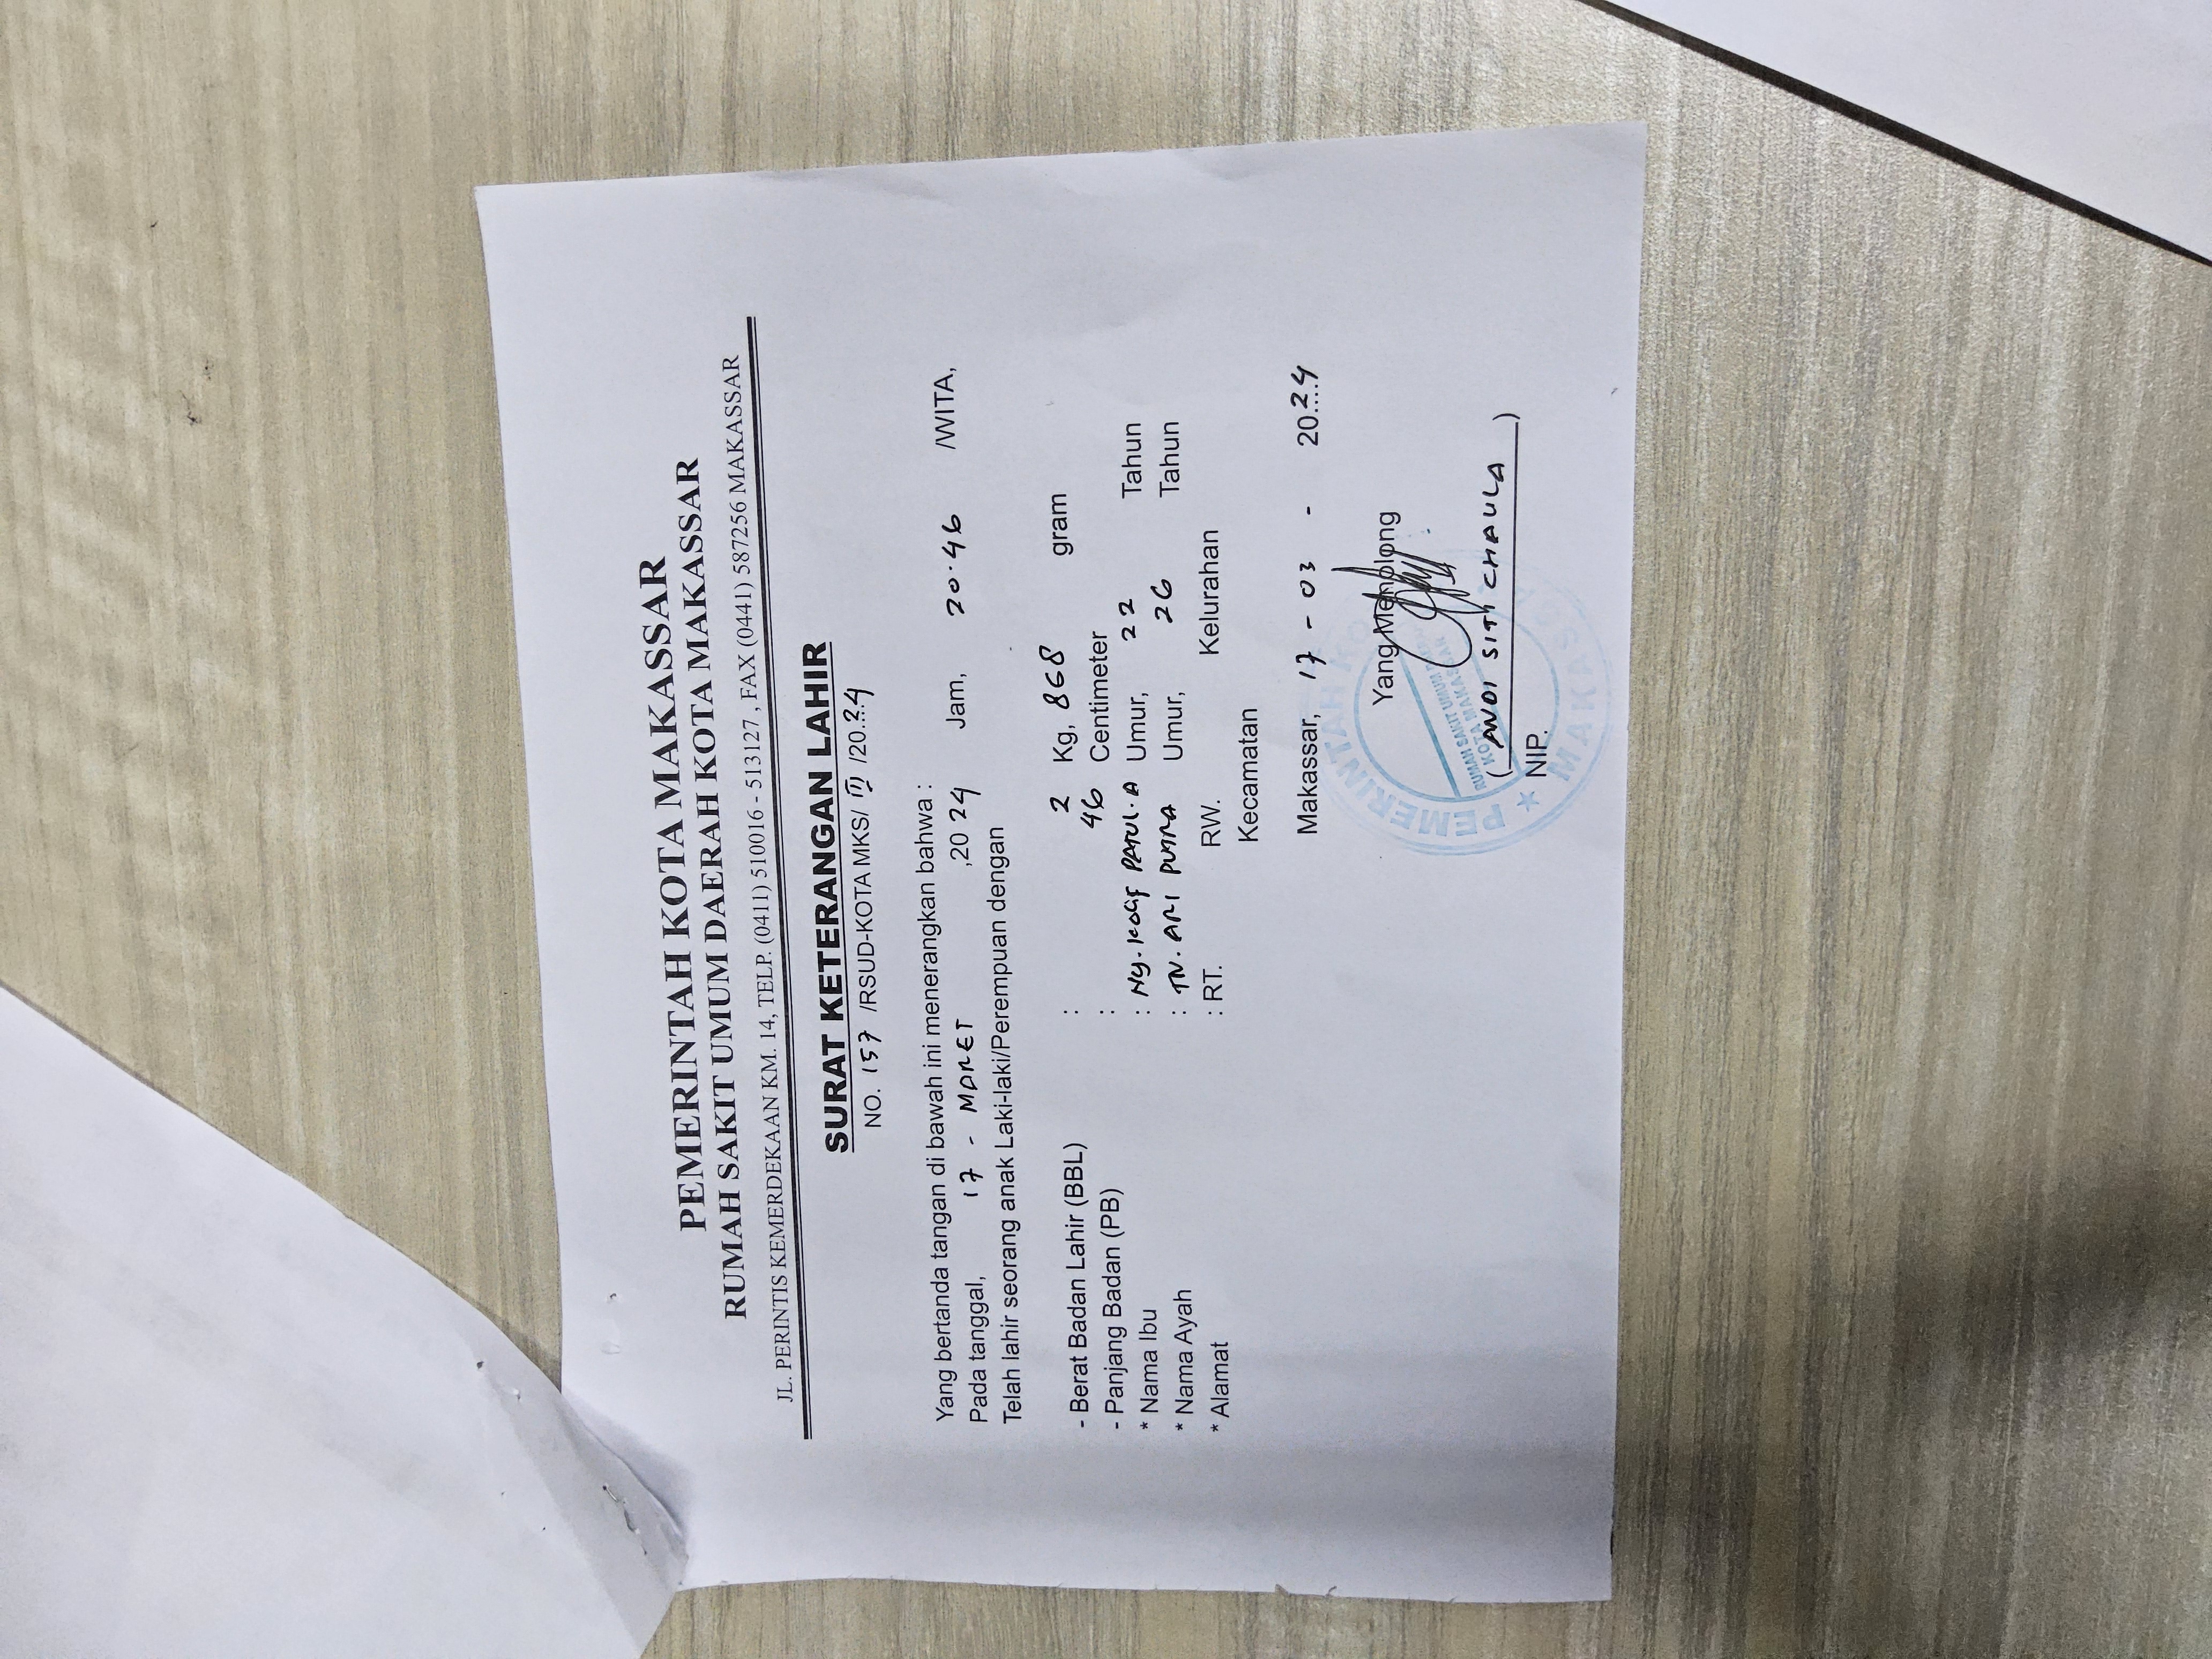 PEMERINTAH KOTA MAKASSAR
RUMAH SAKIT UMUM DAERAH KOTA MAKASSAR
JL. PERINTIS KEMERDEKAAN KM. 14, TELP. (0411) 510016 - 513127 , FAX (0441) 587256 MAKASSAR
SURAT KETERANGAN LAHIR
NO. 157 /RSUD-KOTA MKS/ III /20.24
Yang bertanda tangan di bawah ini menerangkan bahwa :
Pada tanggal, 17 - MARET ,20 24 Jam, 20.46 /WITA,
Telah lahir seorang anak Laki-laki/Perempuan dengan
- Berat Badan Lahir (BBL) : 2 Kg, 868 gram
- Panjang Badan (PB) : 46 Centimeter
* Nama Ibu : Ny. PATUL.A Umur, 22 Tahun
* Nama Ayah : TN. ARI PUTRA Umur, 26 Tahun
* Alamat : RT. RW. Kelurahan
Kecamatan
Makassar, 17 - 03 - 20.24
Yang Menolong
(ANDI SITI CHAULA)
NIP.
PEMERINTAH KO
RUMAH SAKIT UMUM DAERAH
KOTA MAKASSAR
★ MAKASSA